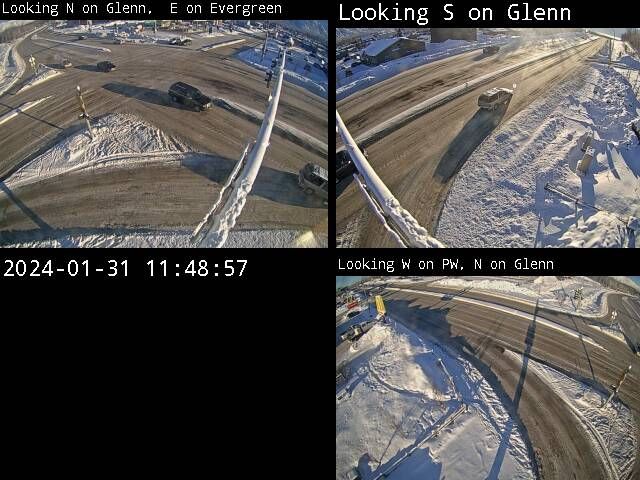 Looking N on Glenn,  E on Evergreen
Looking S on Glenn
2024-01-31 11:48:57
Looking W on PW, N on Glenn